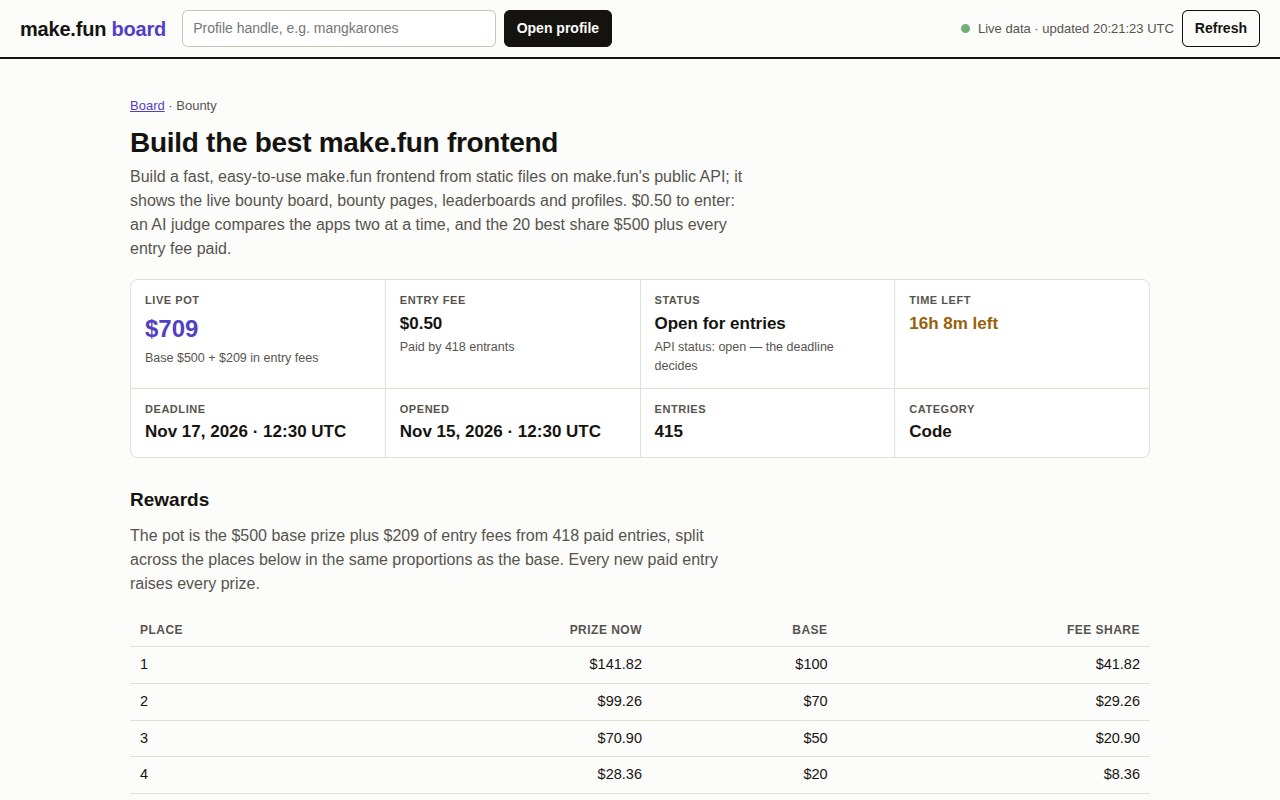 make.fun board
Profile handle, e.g. mangkarones
Open profile
Live data · updated 20:21:23 UTC
Refresh
Board · Bounty
Build the best make.fun frontend
Build a fast, easy-to-use make.fun frontend from static files on make.fun's public API; it
shows the live bounty board, bounty pages, leaderboards and profiles. $0.50 to enter:
an AI judge compares the apps two at a time, and the 20 best share $500 plus every
entry fee paid.
LIVE POT
$709
Base $500 + $209 in entry fees
ENTRY FEE
$0.50
Paid by 418 entrants
STATUS
Open for entries
API status: open — the deadline
decides
TIME LEFT
16h 8m left
DEADLINE
Nov 17, 2026 · 12:30 UTC
OPENED
Nov 15, 2026 · 12:30 UTC
ENTRIES
415
CATEGORY
Code
Rewards
The pot is the $500 base prize plus $209 of entry fees from 418 paid entries, split
across the places below in the same proportions as the base. Every new paid entry
raises every prize.
PLACE PRIZE NOW BASE FEE SHARE
1 $141.82 $100 $41.82
2 $99.26 $70 $29.26
3 $70.90 $50 $20.90
4 $28.36 $20 $8.36